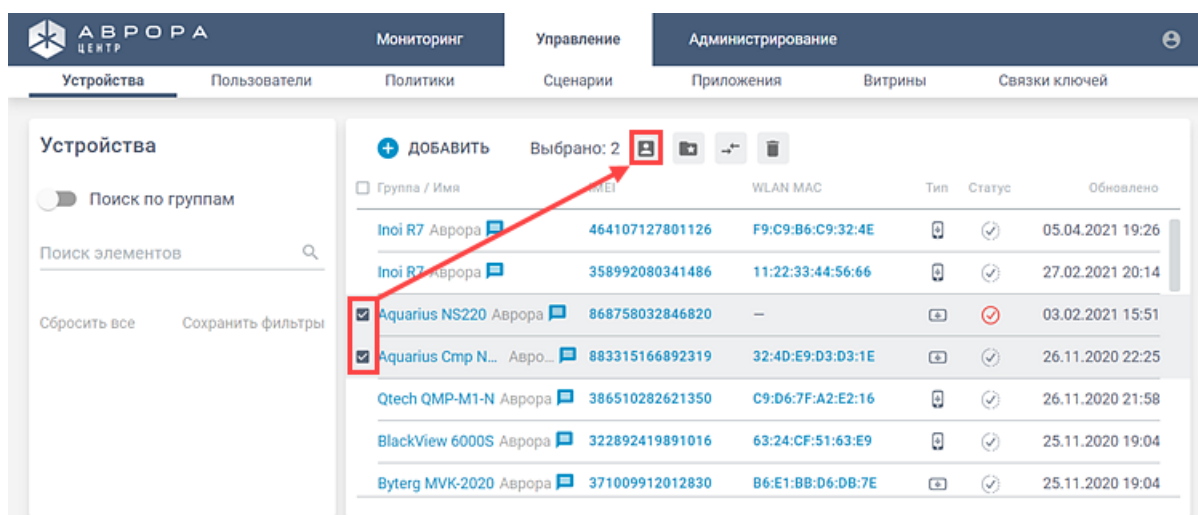 АВРОРА
ЦЕНТР
Мониторинг Управление Администрирование
Устройства Пользователи Политики Сценарии Приложения Витрины Связки ключей
Устройства
Поиск по группам
Поиск элементов
Сбросить все Сохранить фильтры
ДОБАВИТЬ Выбрано: 2
Группа / Имя IMEI WLAN MAC Тип Статус Обновлено
Inoi R7 Аврора 464107127801126 F9:C9:B6:C9:32:4E 05.04.2021 19:26
Inoi R7 Аврора 358992080341486 11:22:33:44:56:66 27.02.2021 20:14
Aquarius NS220 Аврора 868758032846820 — 03.02.2021 15:51
Aquarius Cmp N... Авро... 883315166892319 32:4D:E9:D3:D3:1E 26.11.2020 22:25
Qtech QMP-M1-N Аврора 386510282621350 C9:D6:7F:A2:E2:16 26.11.2020 21:58
BlackView 6000S Аврора 322892419891016 63:24:CF:51:63:E9 25.11.2020 19:04
Byterg MVK-2020 Аврора 371009912012830 B6:E1:BB:D6:DB:7E 25.11.2020 19:04